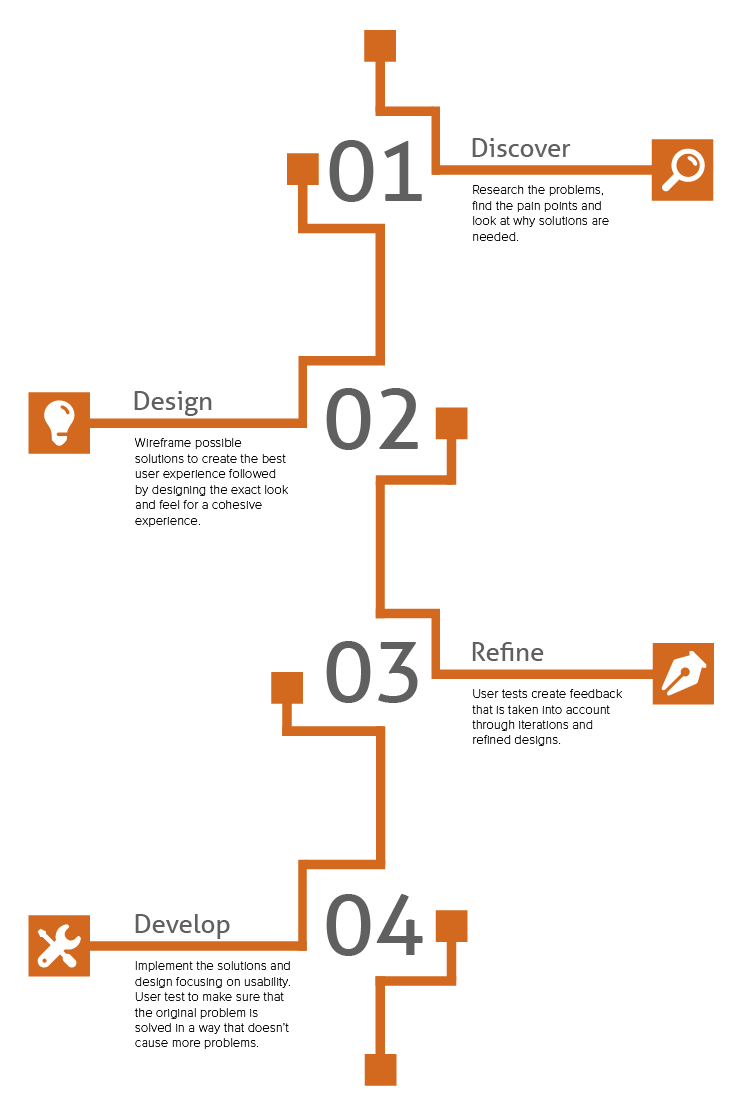 01
Discover
Research the problems,
find the pain points and
look at why solutions are
needed.
Design
02
Wireframe possible
solutions to create the best
user experience followed
by designing the exact look
and feel for a cohesive
experience.
03
Refine
User tests create feedback
that is taken into account
through iterations and
refined designs.
Develop
04
Implement the solutions and
design focusing on usability.
User test to make sure that
the original problem is
solved in a way that doesn’t
cause more problems.